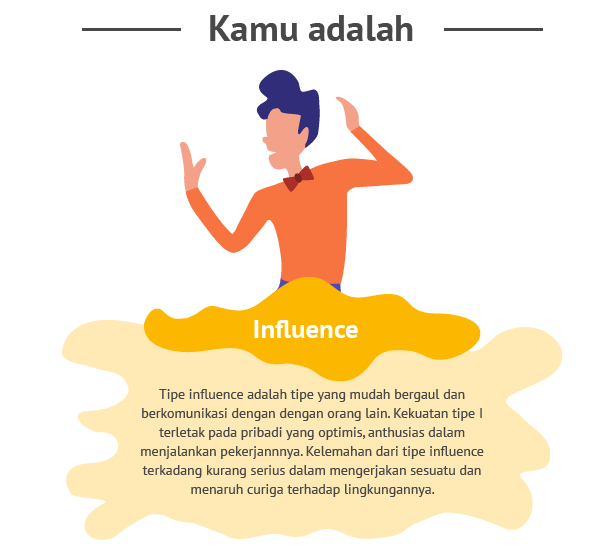 Kamu adalah
Influence
Tipe influence adalah tipe yang mudah bergaul dan
berkomunikasi dengan dengan orang lain. Kekuatan tipe I
terletak pada pribadi yang optimis, anthusias dalam
menjalankan pekerjannnya. Kelemahan dari tipe influence
terkadang kurang serius dalam mengerjakan sesuatu dan
menaruh curiga terhadap lingkungannya.